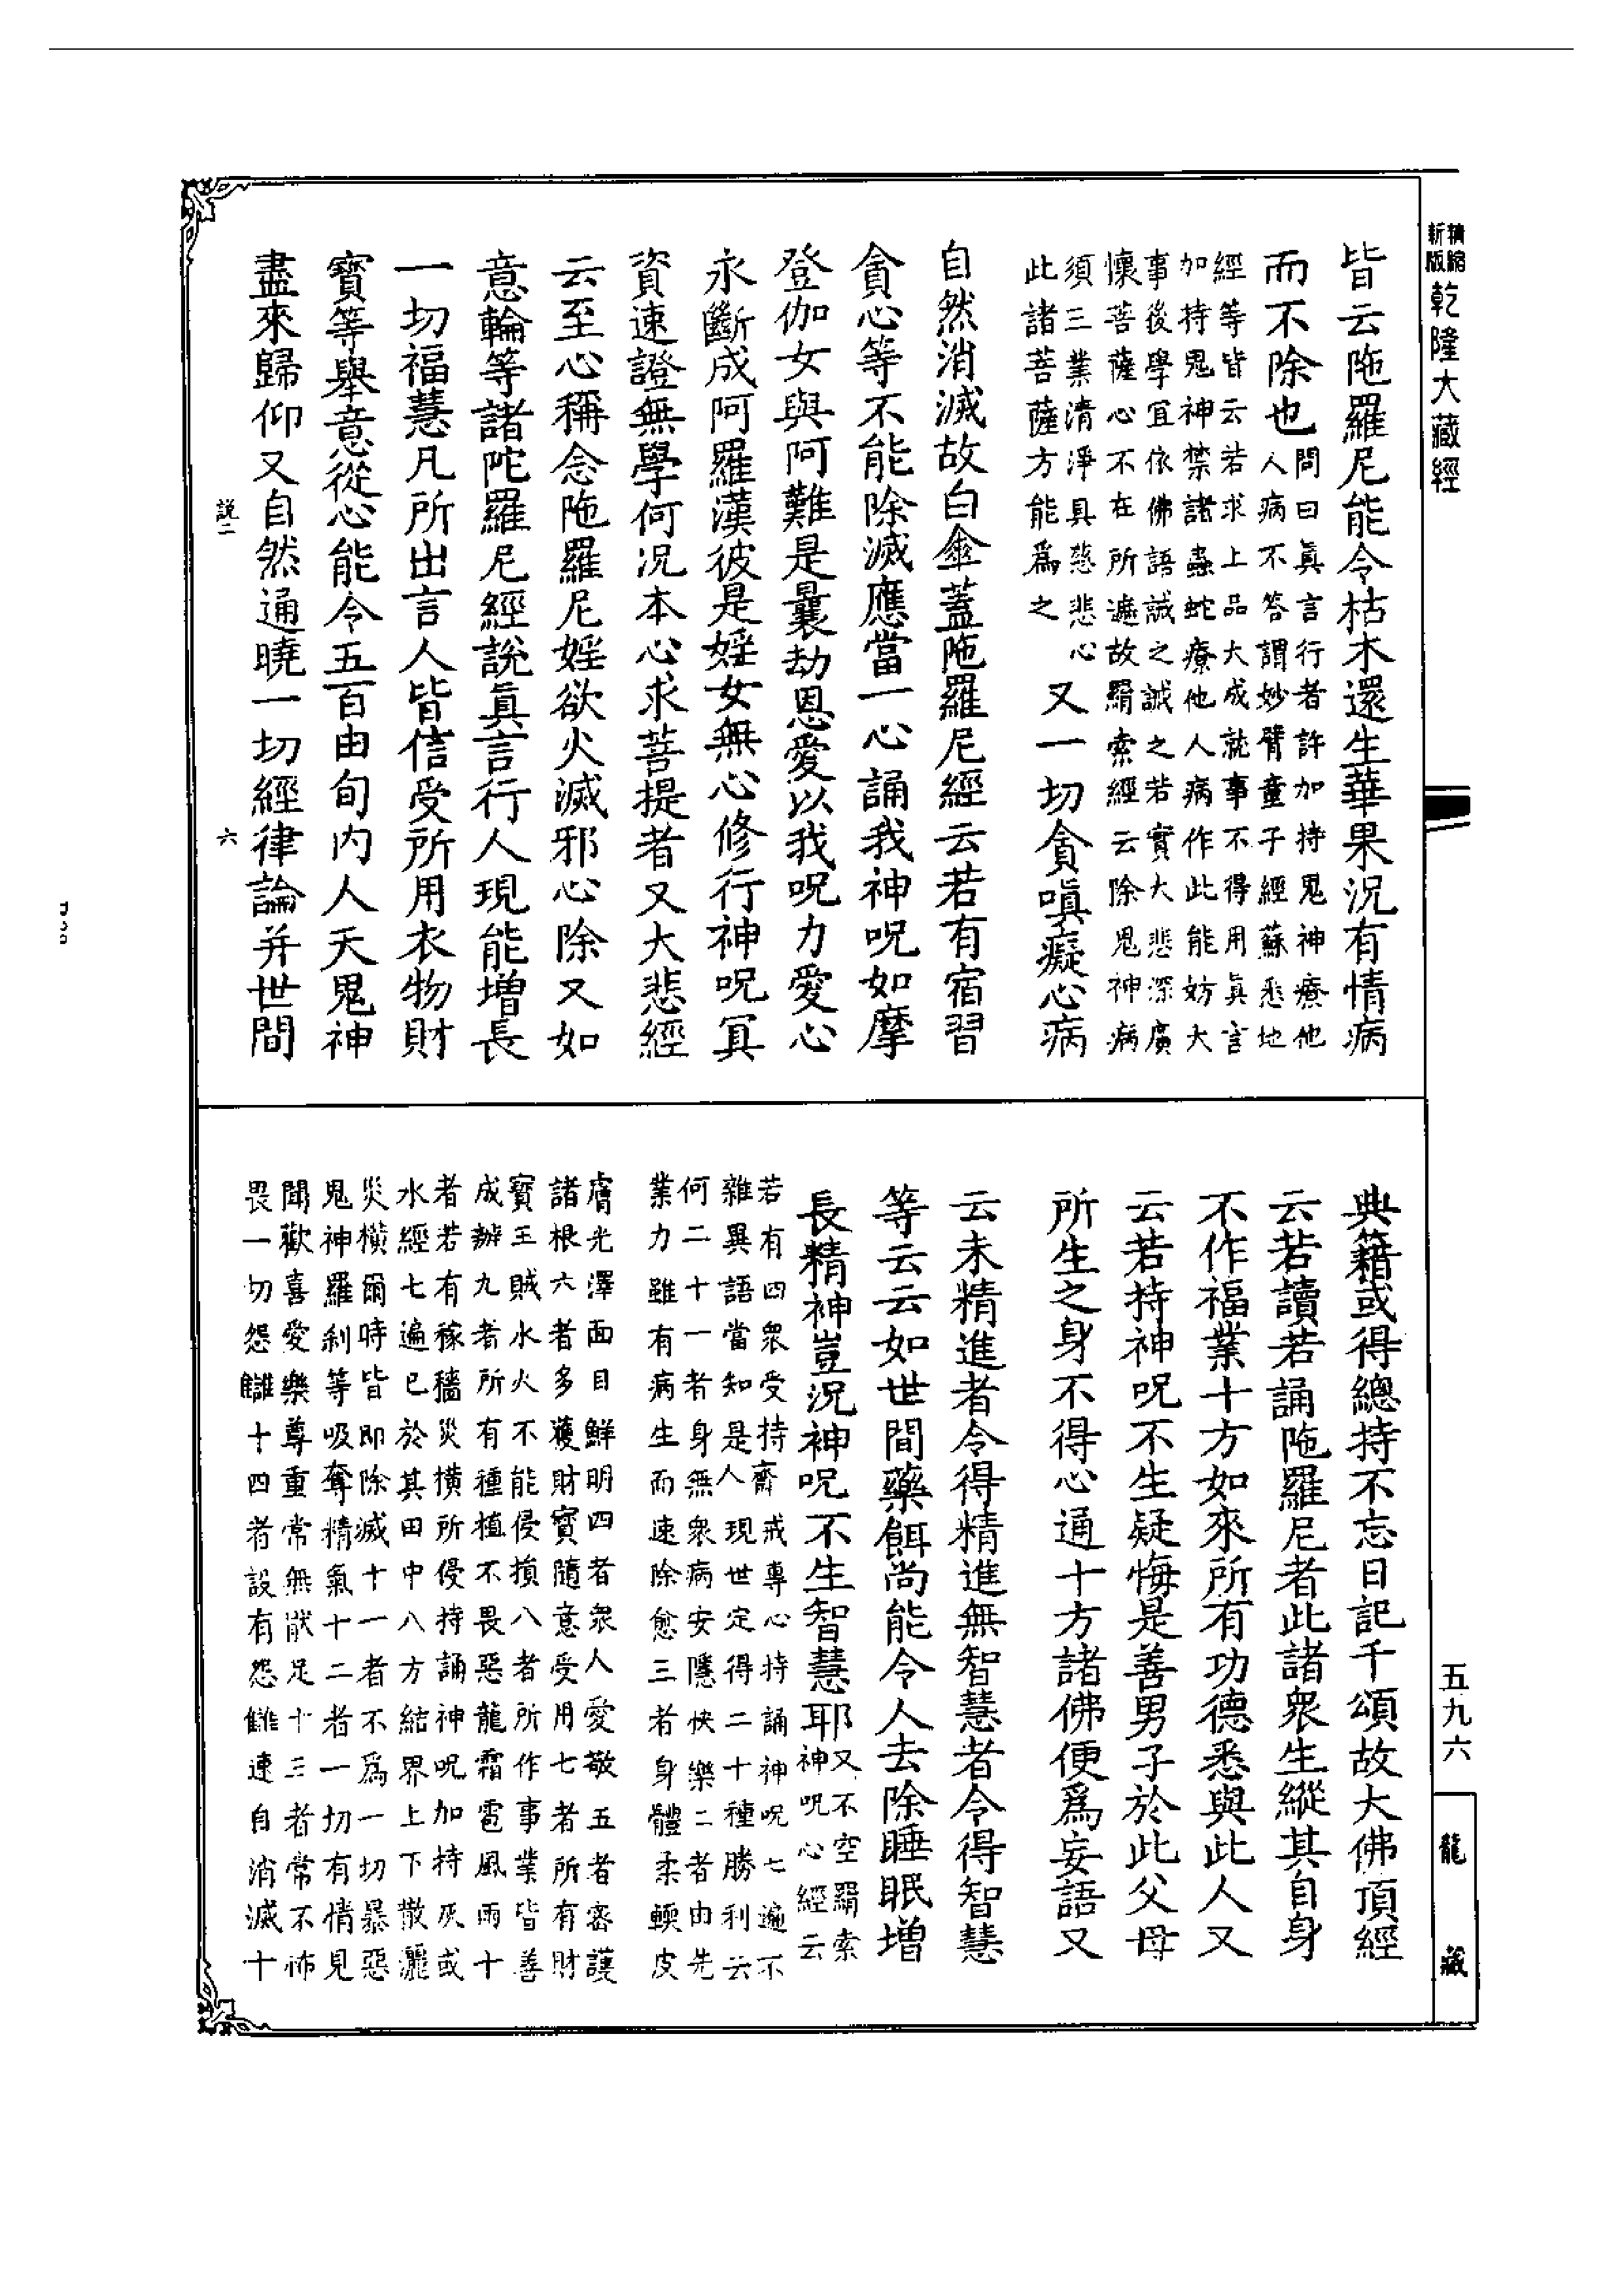 精縮新版
乾隆大藏經
皆云陁羅尼能令枯木還生華果況有情病
而不除也
問曰眞言行者許加持鬼神療他
人病不答謂妙臂童子經蘇悉地
經等皆云若求上品大成就事不得用眞言
加持鬼神禁諸蟲蛇療他人病作此能妨大
事後學宜依佛語誡之誡之若實大悲深廣
懷菩薩心不在所遮故羂索經云除鬼神病
須三業清淨具慈悲心
此諸菩薩方能爲之
又一切貪嗔癡心病
自然消滅故白傘蓋陁羅尼經云若有宿習
貪心等不能除滅應當一心誦我神呪如摩
登伽女與阿難是曩劫恩愛以我呪力愛心
永斷成阿羅漢彼是婬女無心修行神呪冥
資速證無學何況本心求菩提者又大悲經
云至心稱念陁羅尼婬欲火滅邪心除又如
意輪等諸陀羅尼經說眞言行人現能增長
一切福慧凡所出言人皆信受所用衣物財
寶等舉意從心能令五百由旬内人天鬼神
盡來歸仰又自然通曉一切經律論并世間
説二
六
典籍或得總持不忘日記千頌故大佛頂經
云若讀若誦陁羅尼者此諸衆生縱其自身
不作福業十方如來所有功德悉與此人又
云若持神呪不生疑悔是善男子於此父母
所生之身不得心通十方諸佛便爲妄語又
云未精進者令得精進無智慧者令得智慧
等云云如世間藥餌尚能令人去除睡眠增
長精神豈況神呪不生智慧耶
又不空羂索
神呪心經云
若有四衆受持齋戒專心持誦神呪七遍不
雜異語當知是人現世定得二十種勝利云
何二十一者身無衆病安隱快樂二者由先
業力雖有病生而速除愈三者身體柔輭皮
膚光澤面目鮮明四者衆人愛敬五者密護
諸根六者多獲財寶隨意受用七者所有財
寶王賊水火不能侵損八者所作事業皆善
成辦九者所有種植不畏惡龍霜雹風雨十
者若有稼穡災橫所侵持誦神呪加持灰或
水經七遍已於其田中八方結界上下散灑
災橫爾時皆即除滅十一者不爲一切暴惡
鬼神羅刹等吸奪精氣十二者一切有情見
聞歡喜愛樂尊重常無猒足十三者常不怖
畏一切怨讎十四者設有怨讎速自消滅十
五九六
龍藏